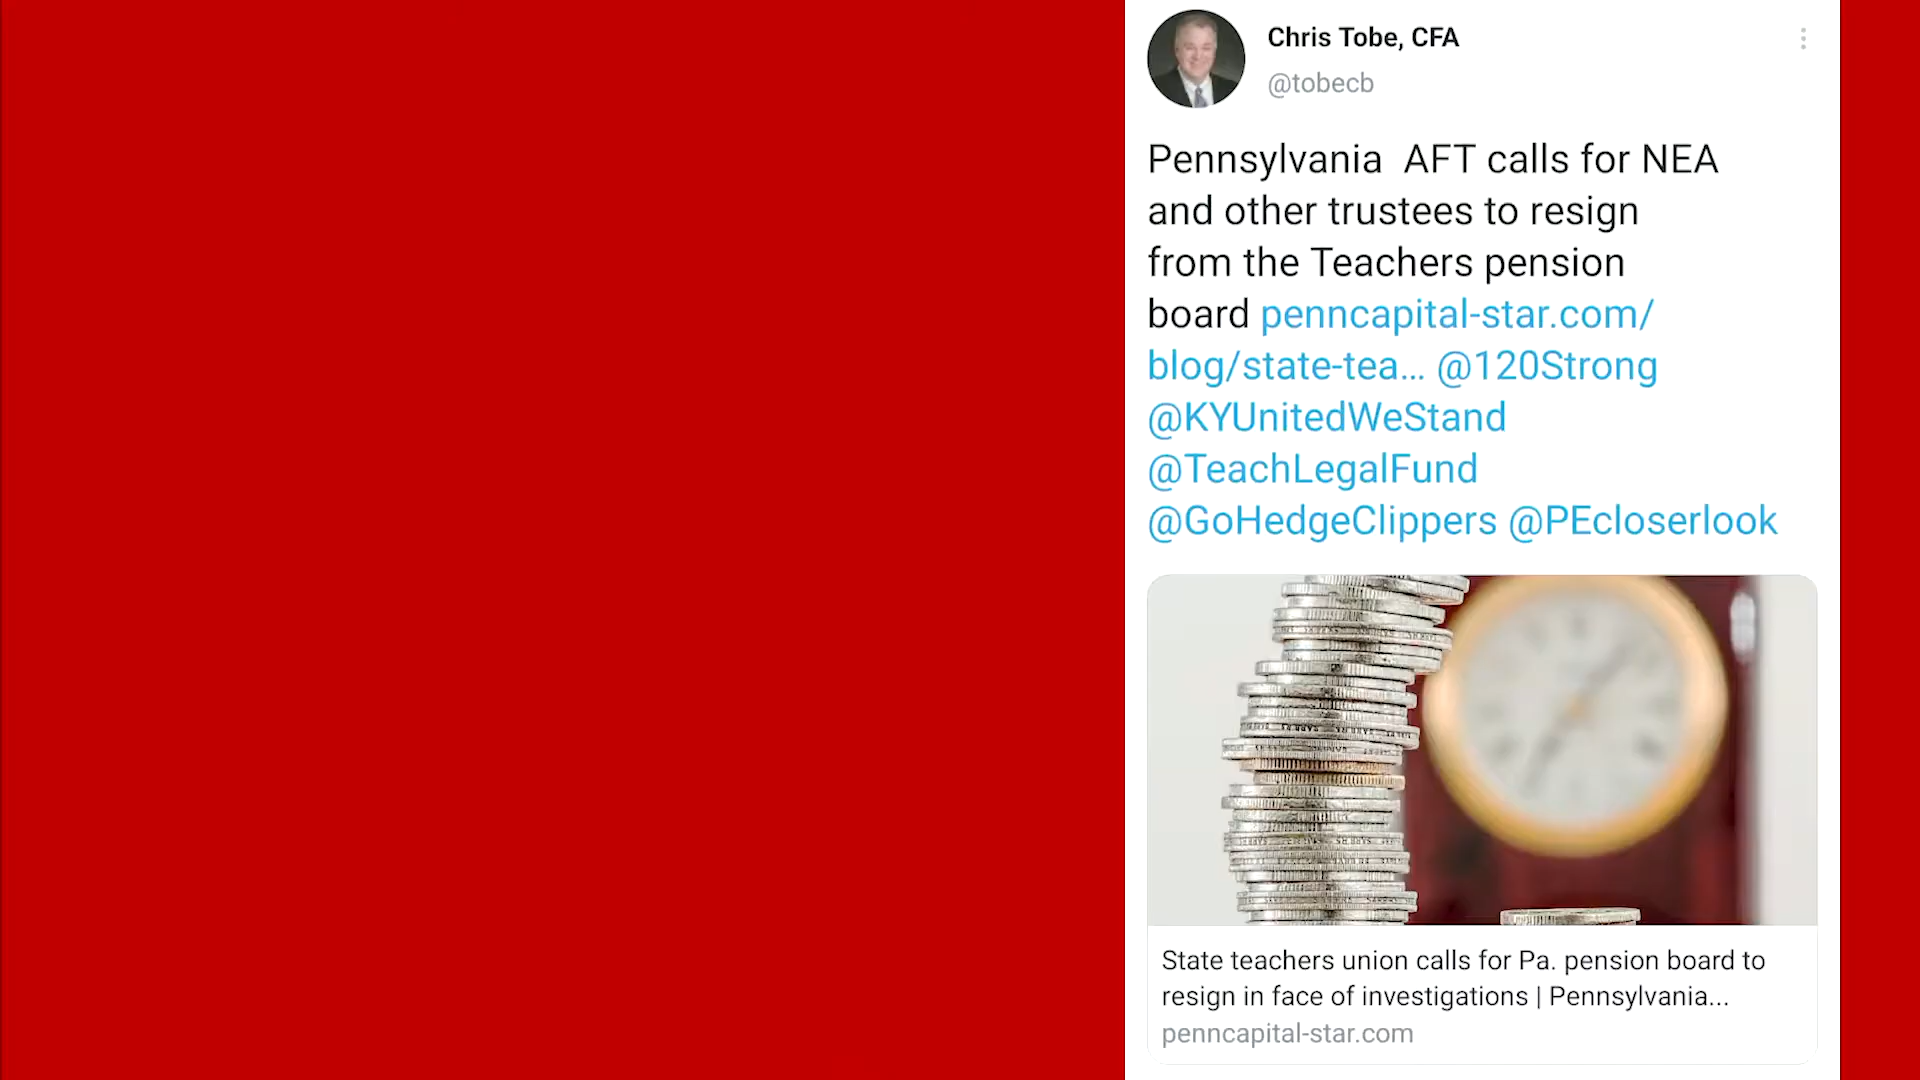 Chris Tobe, CFA
@tobecb
Pennsylvania  AFT calls for NEA
and other trustees to resign
from the Teachers pension
board penncapital-star.com/
blog/state-tea… @120Strong
@KYUnitedWeStand
@TeachLegalFund
@GoHedgeClippers @PEcloserlook
State teachers union calls for Pa. pension board to
resign in face of investigations | Pennsylvania...
penncapital-star.com